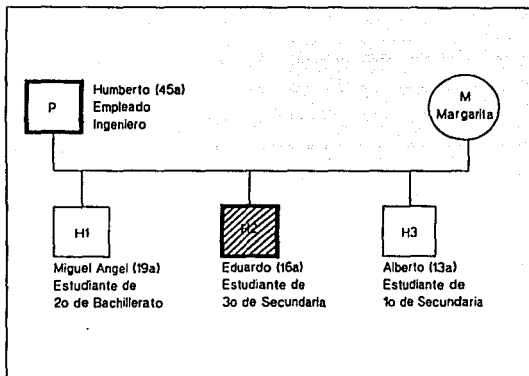 P
Humberto (45a)
Empleado
Ingeniero
M
Margarita
H1
H2
H3
Miguel Angel (19a)
Estudiante de
2o de Bachillerato
Eduardo (16a)
Estudiante de
3o de Secundaria
Alberto (13a)
Estudiante de
1o de Secundaria